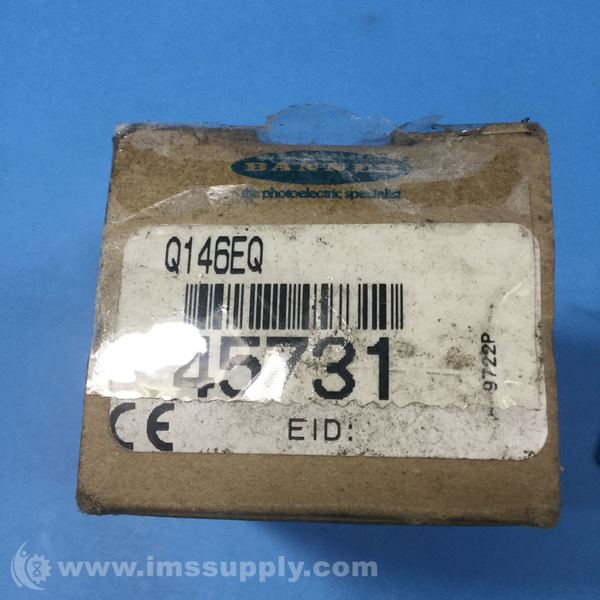 BANNER
the photoelectric specialist
Q146EQ
45731
9722P
CE EID:
www.imssupply.com